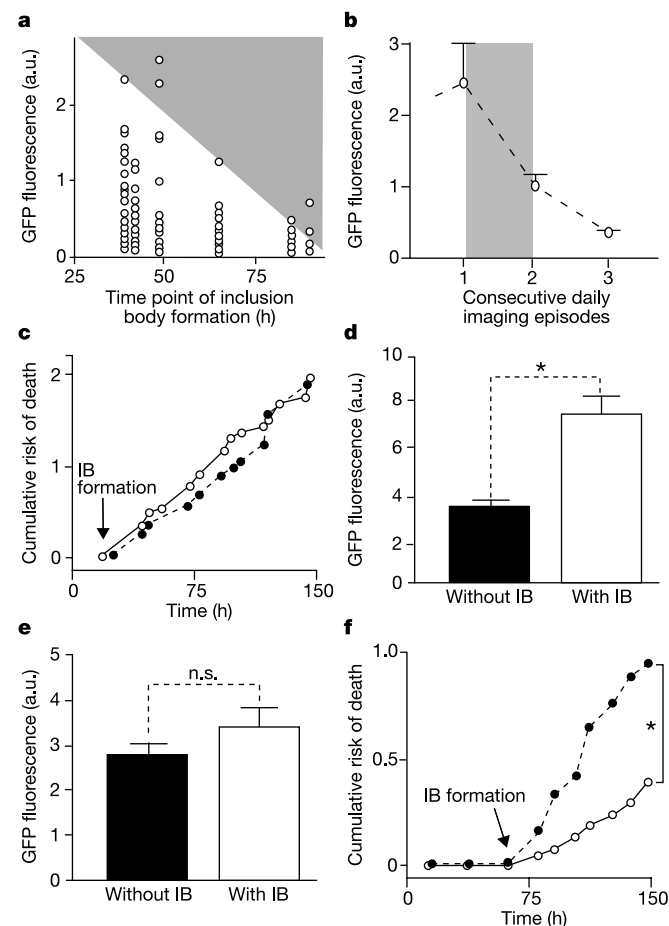 a
GFP fluorescence (a.u.)
2
1
0
25
50
75
Time point of inclusion
body formation (h)
b
GFP fluorescence (a.u.)
3
2
1
0
1
2
3
Consecutive daily
imaging episodes
c
Cumulative risk of death
2
1
0
IB
formation
0
75
150
Time (h)
d
GFP fluorescence (a.u.)
10
8
6
4
2
0
*
Without IB
With IB
e
GFP fluorescence (a.u.)
5
4
3
2
1
0
n.s.
Without IB
With IB
f
Cumulative risk of death
1.0
0.5
0
IB formation
*
0
75
150
Time (h)